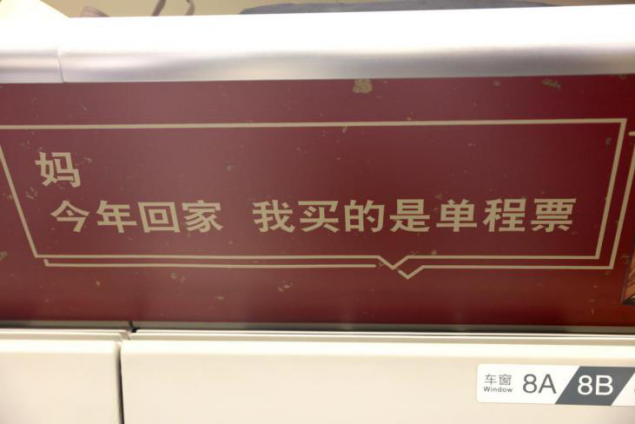 妈
今年回家 我买的是单程票
车窗 8A 8B
Window